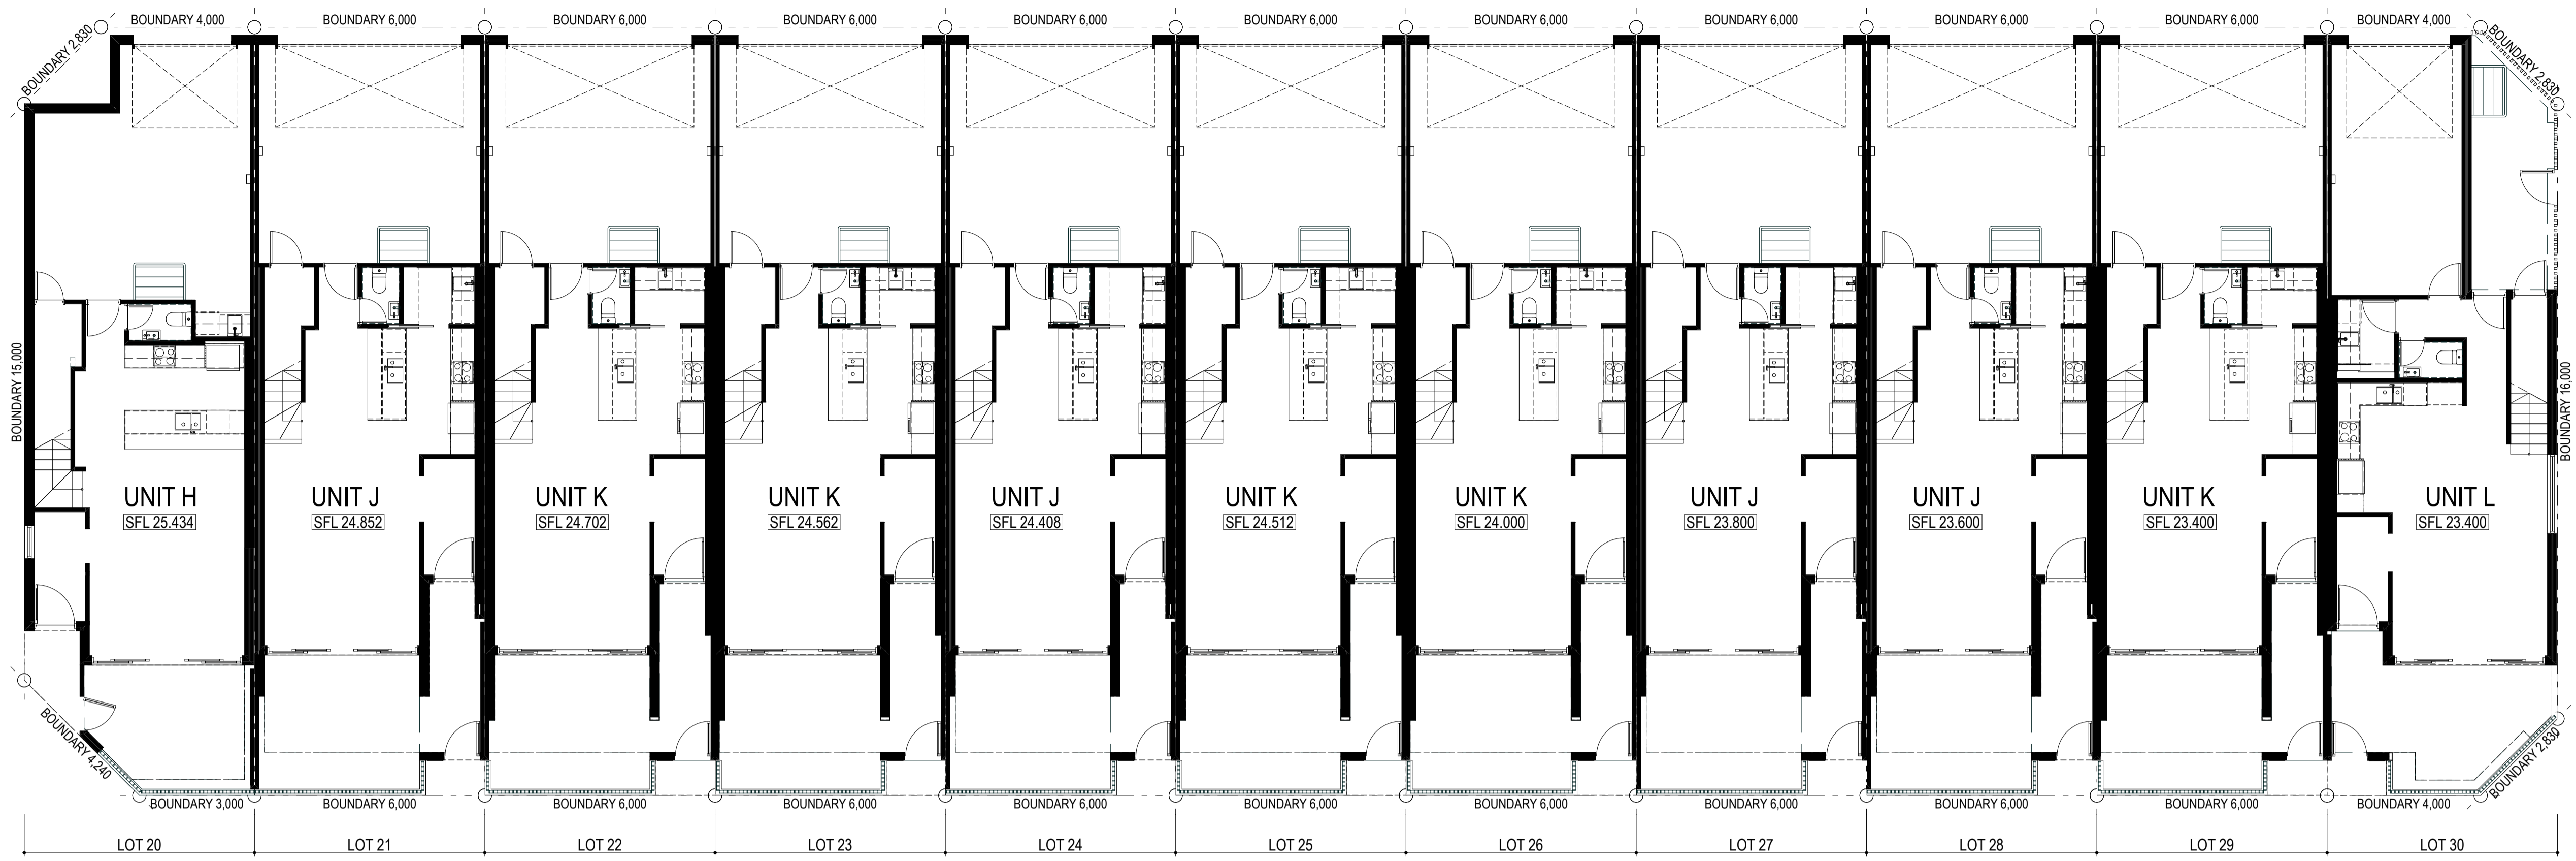 BOUNDARY 4,000
BOUNDARY 6,000
BOUNDARY 6,000
BOUNDARY 6,000
BOUNDARY 6,000
BOUNDARY 6,000
BOUNDARY 6,000
BOUNDARY 6,000
BOUNDARY 6,000
BOUNDARY 6,000
BOUNDARY 4,000
BOUNDARY 2,830
BOUNDARY 2,830
BOUNDARY 15,000
BOUNDARY 16,000
UNIT H
SFL 25.434
UNIT J
SFL 24.852
UNIT K
SFL 24.702
UNIT K
SFL 24.562
UNIT J
SFL 24.408
UNIT K
SFL 24.512
UNIT K
SFL 24.000
UNIT J
SFL 23.800
UNIT J
SFL 23.600
UNIT K
SFL 23.400
UNIT L
SFL 23.400
BOUNDARY 4,240
BOUNDARY 2,830
BOUNDARY 3,000
BOUNDARY 6,000
BOUNDARY 6,000
BOUNDARY 6,000
BOUNDARY 6,000
BOUNDARY 6,000
BOUNDARY 6,000
BOUNDARY 6,000
BOUNDARY 6,000
BOUNDARY 6,000
BOUNDARY 4,000
LOT 20
LOT 21
LOT 22
LOT 23
LOT 24
LOT 25
LOT 26
LOT 27
LOT 28
LOT 29
LOT 30